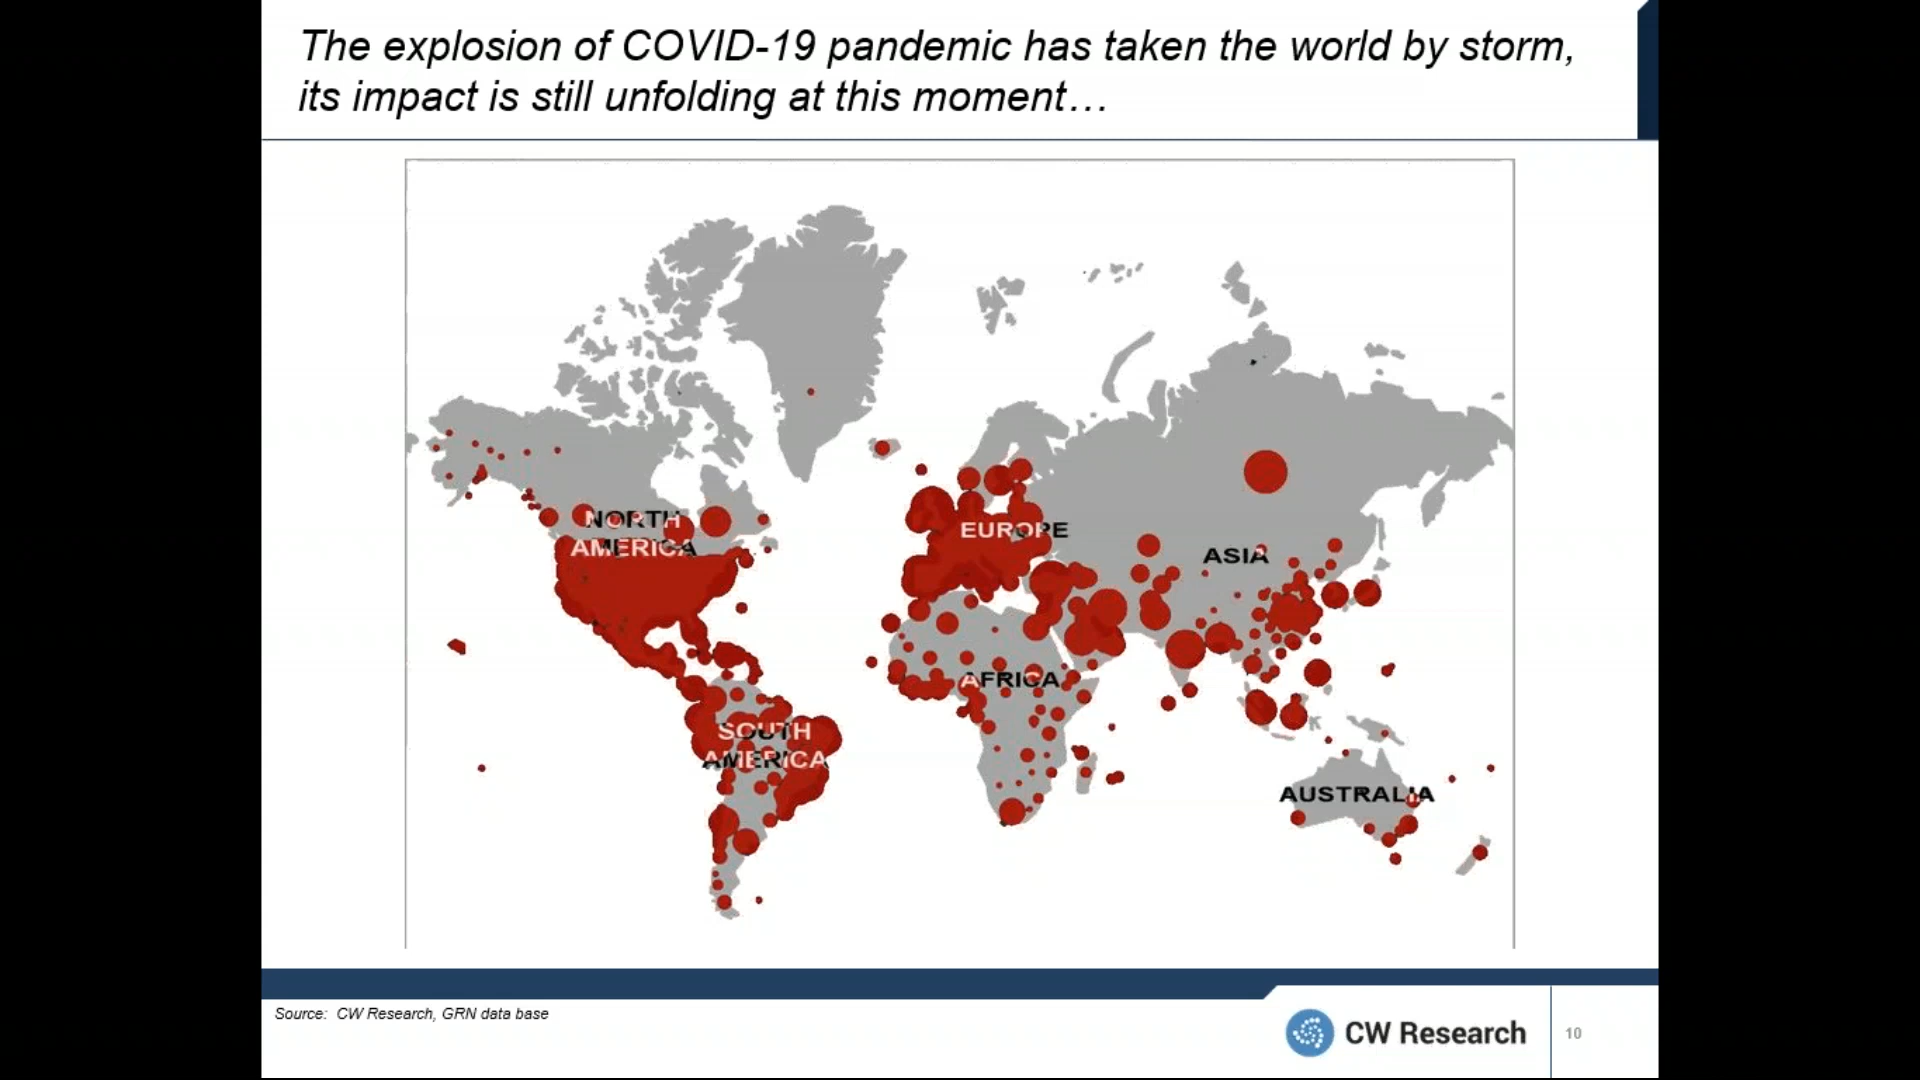 The explosion of COVID-19 pandemic has taken the world by storm,
its impact is still unfolding at this moment…
NORTH
AMERICA
EUROPE
ASIA
AFRICA
SOUTH
AMERICA
AUSTRALIA
Source: CW Research, GRN data base
CW Research
10